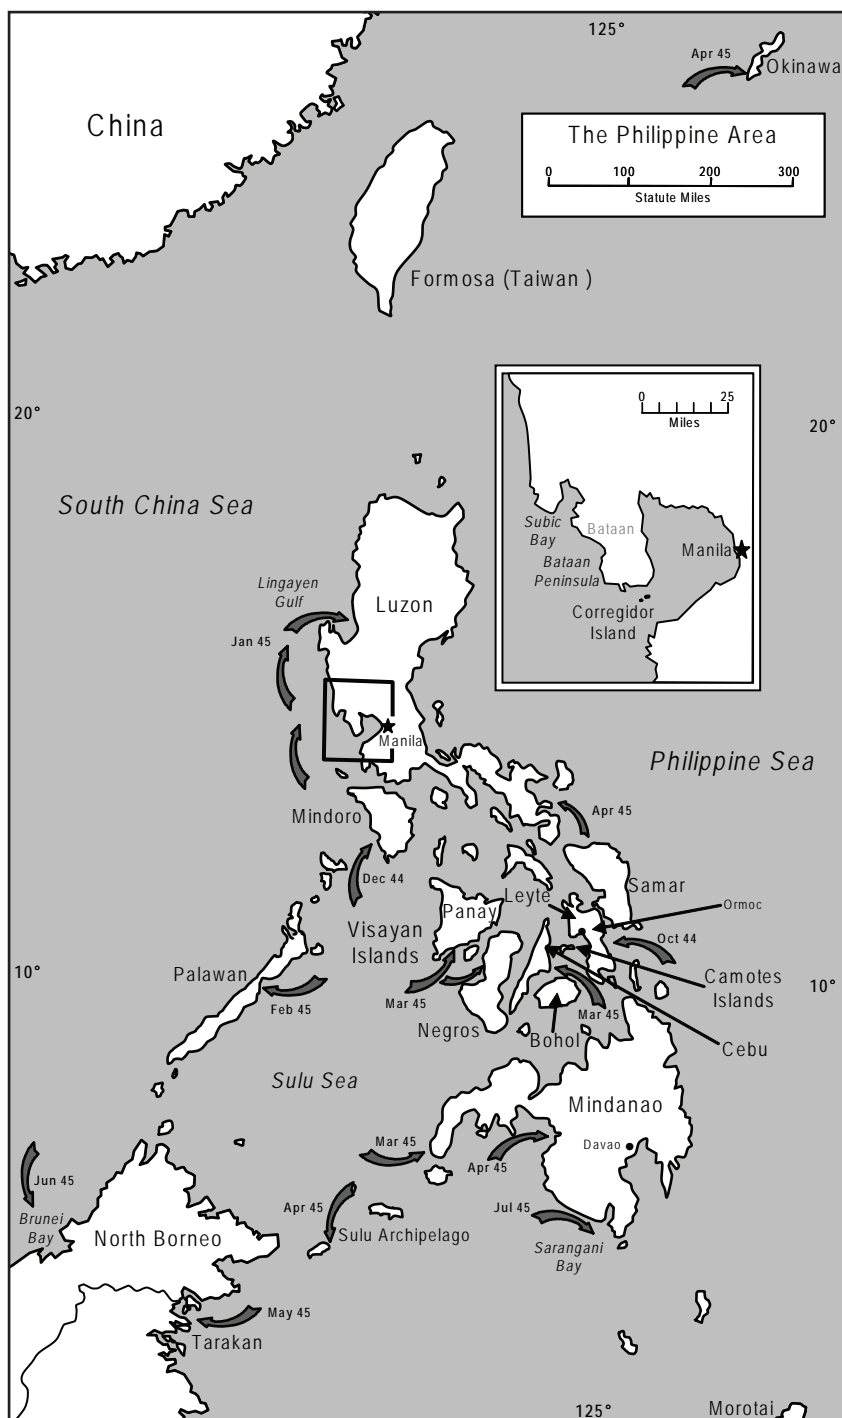 125°
Apr 45
Okinawa
China
The Philippine Area
0 100 200 300
Statute Miles
Formosa (Taiwan )
20°
20°
0 25
Miles
South China Sea
Subic
Bay
Bataan
Manila
Bataan
Peninsula
Corregidor
Island
Lingayen
Gulf
Luzon
Jan 45
Manila
Philippine Sea
Mindoro
Apr 45
Dec 44
Samar
Leyte
Ormoc
Panay
Visayan
Islands
Oct 44
10°
Palawan
Camotes
Islands
10°
Feb 45
Mar 45
Mar 45
Negros
Bohol
Cebu
Sulu Sea
Mindanao
Mar 45
Davao
Apr 45
Jun 45
Apr 45
Jul 45
Brunei
Bay
North Borneo
Sulu Archipelago
Sarangani
Bay
May 45
Tarakan
125°
Morotai